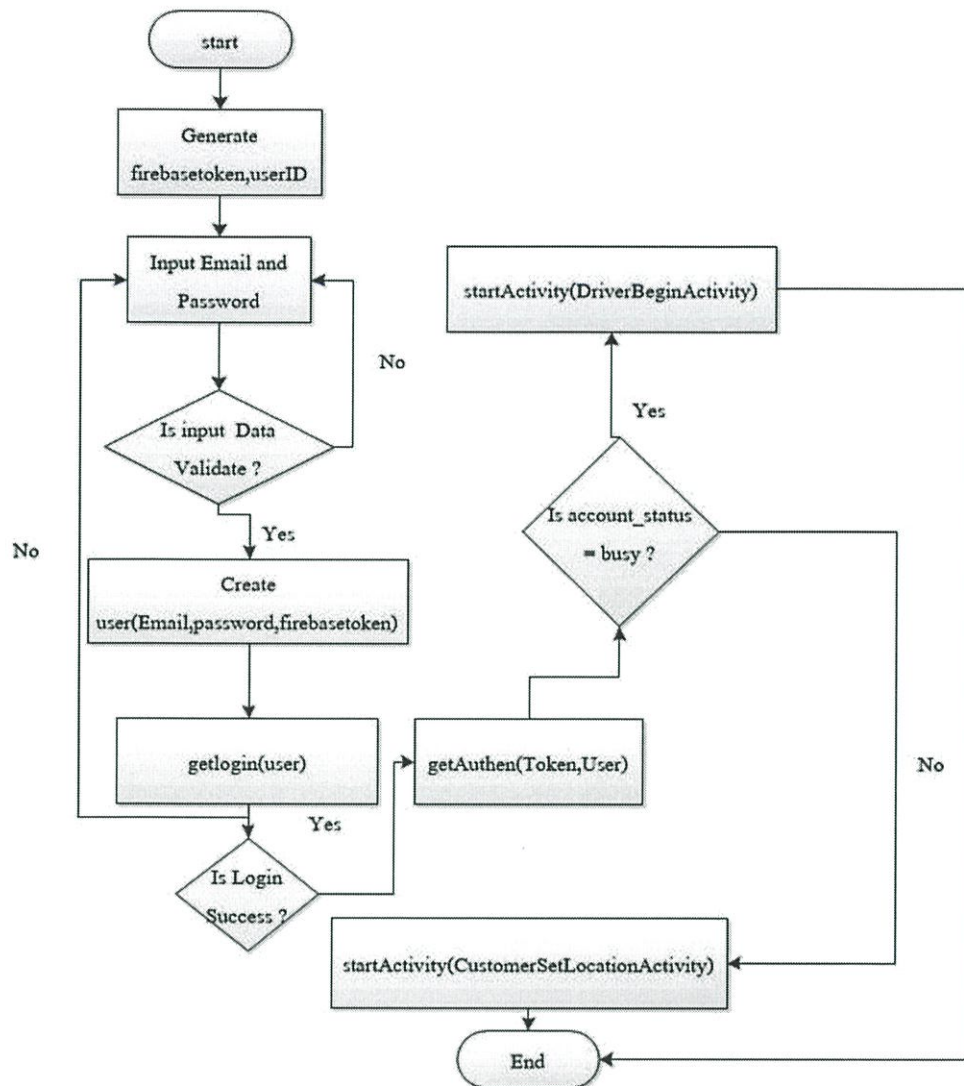 start
Generate
firebasetoken,userID
Input Email and
Password
No
Is input  Data
Validate ?
Yes
No
Create
user(Email,password,firebasetoken)
getlogin(user)
Yes
Is Login
Success ?
getAuthen(Token,User)
Is account_status
= busy ?
Yes
startActivity(DriverBeginActivity)
No
startActivity(CustomerSetLocationActivity)
End